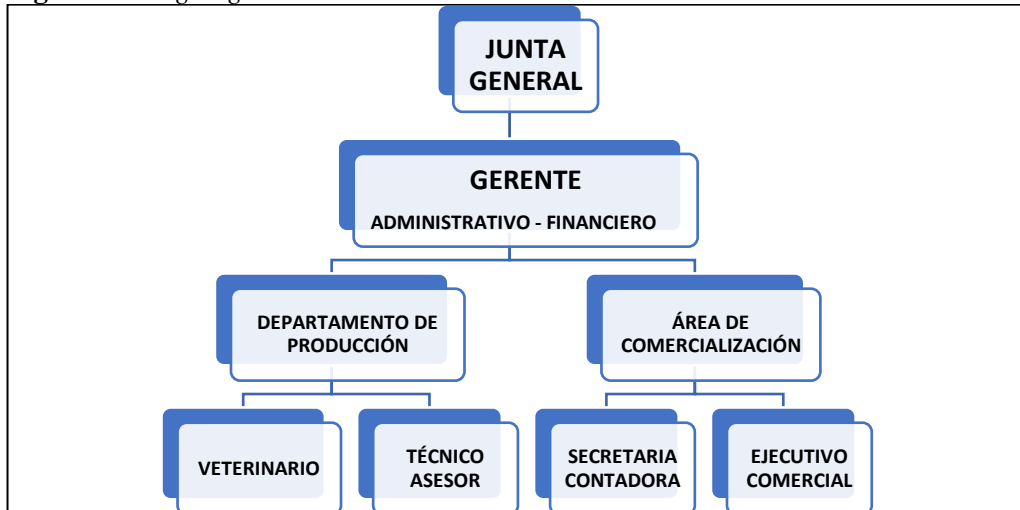 JUNTA
GENERAL
GERENTE
ADMINISTRATIVO - FINANCIERO
DEPARTAMENTO DE
PRODUCCIÓN
ÁREA DE
COMERCIALIZACIÓN
VETERINARIO
TÉCNICO
ASESOR
SECRETARIA
CONTADORA
EJECUTIVO
COMERCIAL